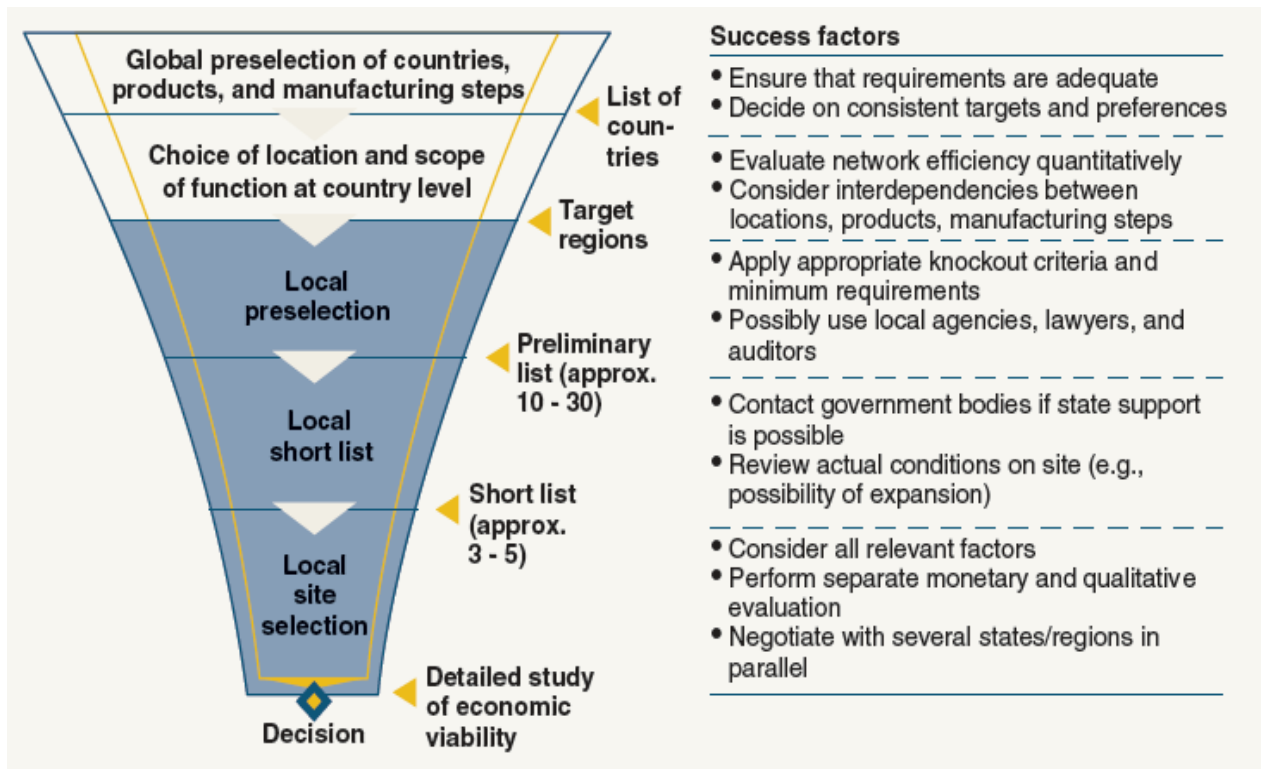 Global preselection of countries,
products, and manufacturing steps
List of
coun-
tries
Choice of location and scope
of function at country level
Target
regions
Local
preselection
Preliminary
list (approx.
10 - 30)
Local
short list
Short list
(approx.
3 - 5)
Local
site
selection
Detailed study
of economic
viability
Decision
Success factors
• Ensure that requirements are adequate
• Decide on consistent targets and preferences
• Evaluate network efficiency quantitatively
• Consider interdependencies between
locations, products, manufacturing steps
• Apply appropriate knockout criteria and
minimum requirements
• Possibly use local agencies, lawyers, and
auditors
• Contact government bodies if state support
is possible
• Review actual conditions on site (e.g.,
possibility of expansion)
• Consider all relevant factors
• Perform separate monetary and qualitative
evaluation
• Negotiate with several states/regions in
parallel